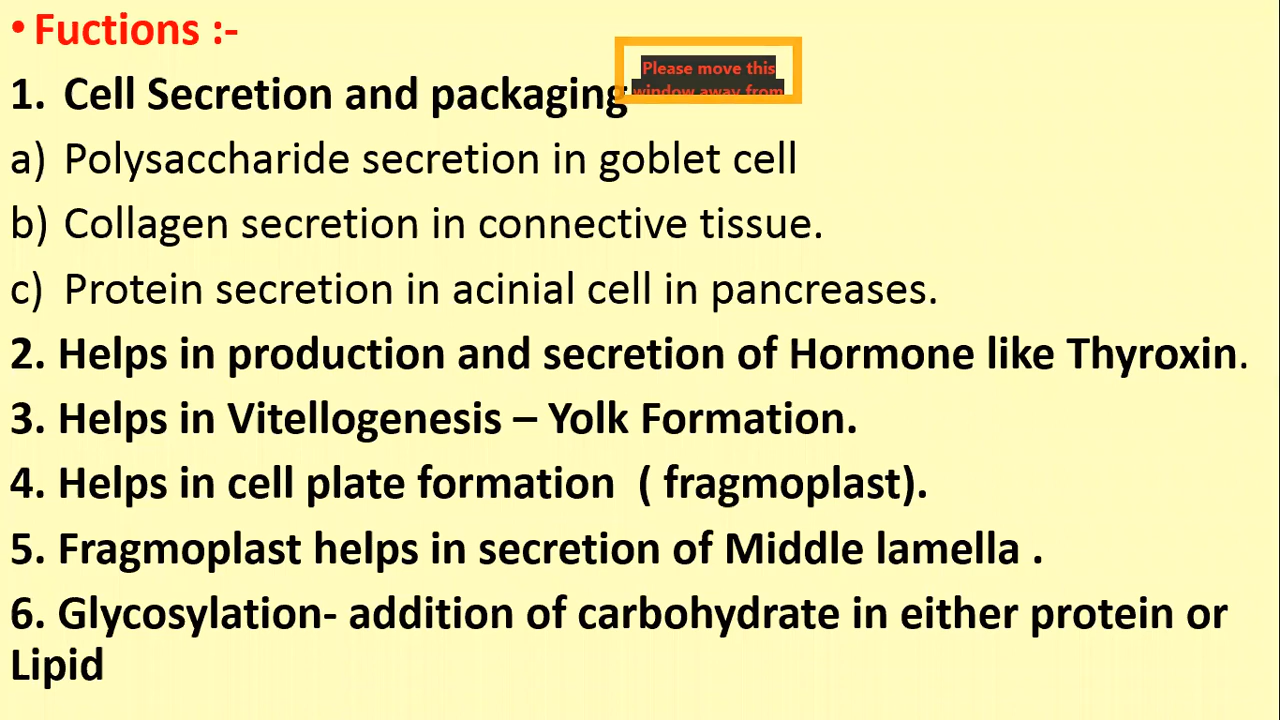 • Fuctions :-
Please move this
window away from
1. Cell Secretion and packaging
a) Polysaccharide secretion in goblet cell
b) Collagen secretion in connective tissue.
c) Protein secretion in acinial cell in pancreases.
2. Helps in production and secretion of Hormone like Thyroxin.
3. Helps in Vitellogenesis – Yolk Formation.
4. Helps in cell plate formation ( fragmoplast).
5. Fragmoplast helps in secretion of Middle lamella .
6. Glycosylation- addition of carbohydrate in either protein or
Lipid